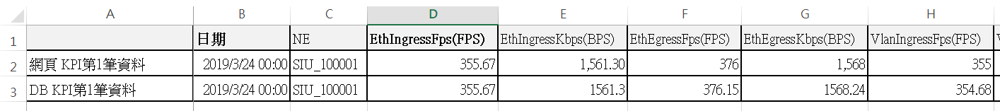 A B C D E F G H
1 日期 NE EthIngressFps(FPS) EthIngressKbps(BPS) EthEgressFps(FPS) EthEgressKbps(BPS) VlanIngressFps(FPS)
2 網頁 KPI第1筆資料 2019/3/24 00:00 SIU_100001 355.67 1,561.30 376 1,568 355
3 DB KPI第1筆資料 2019/3/24 00:00 SIU_100001 355.67 1561.3 376.15 1568.24 354.68